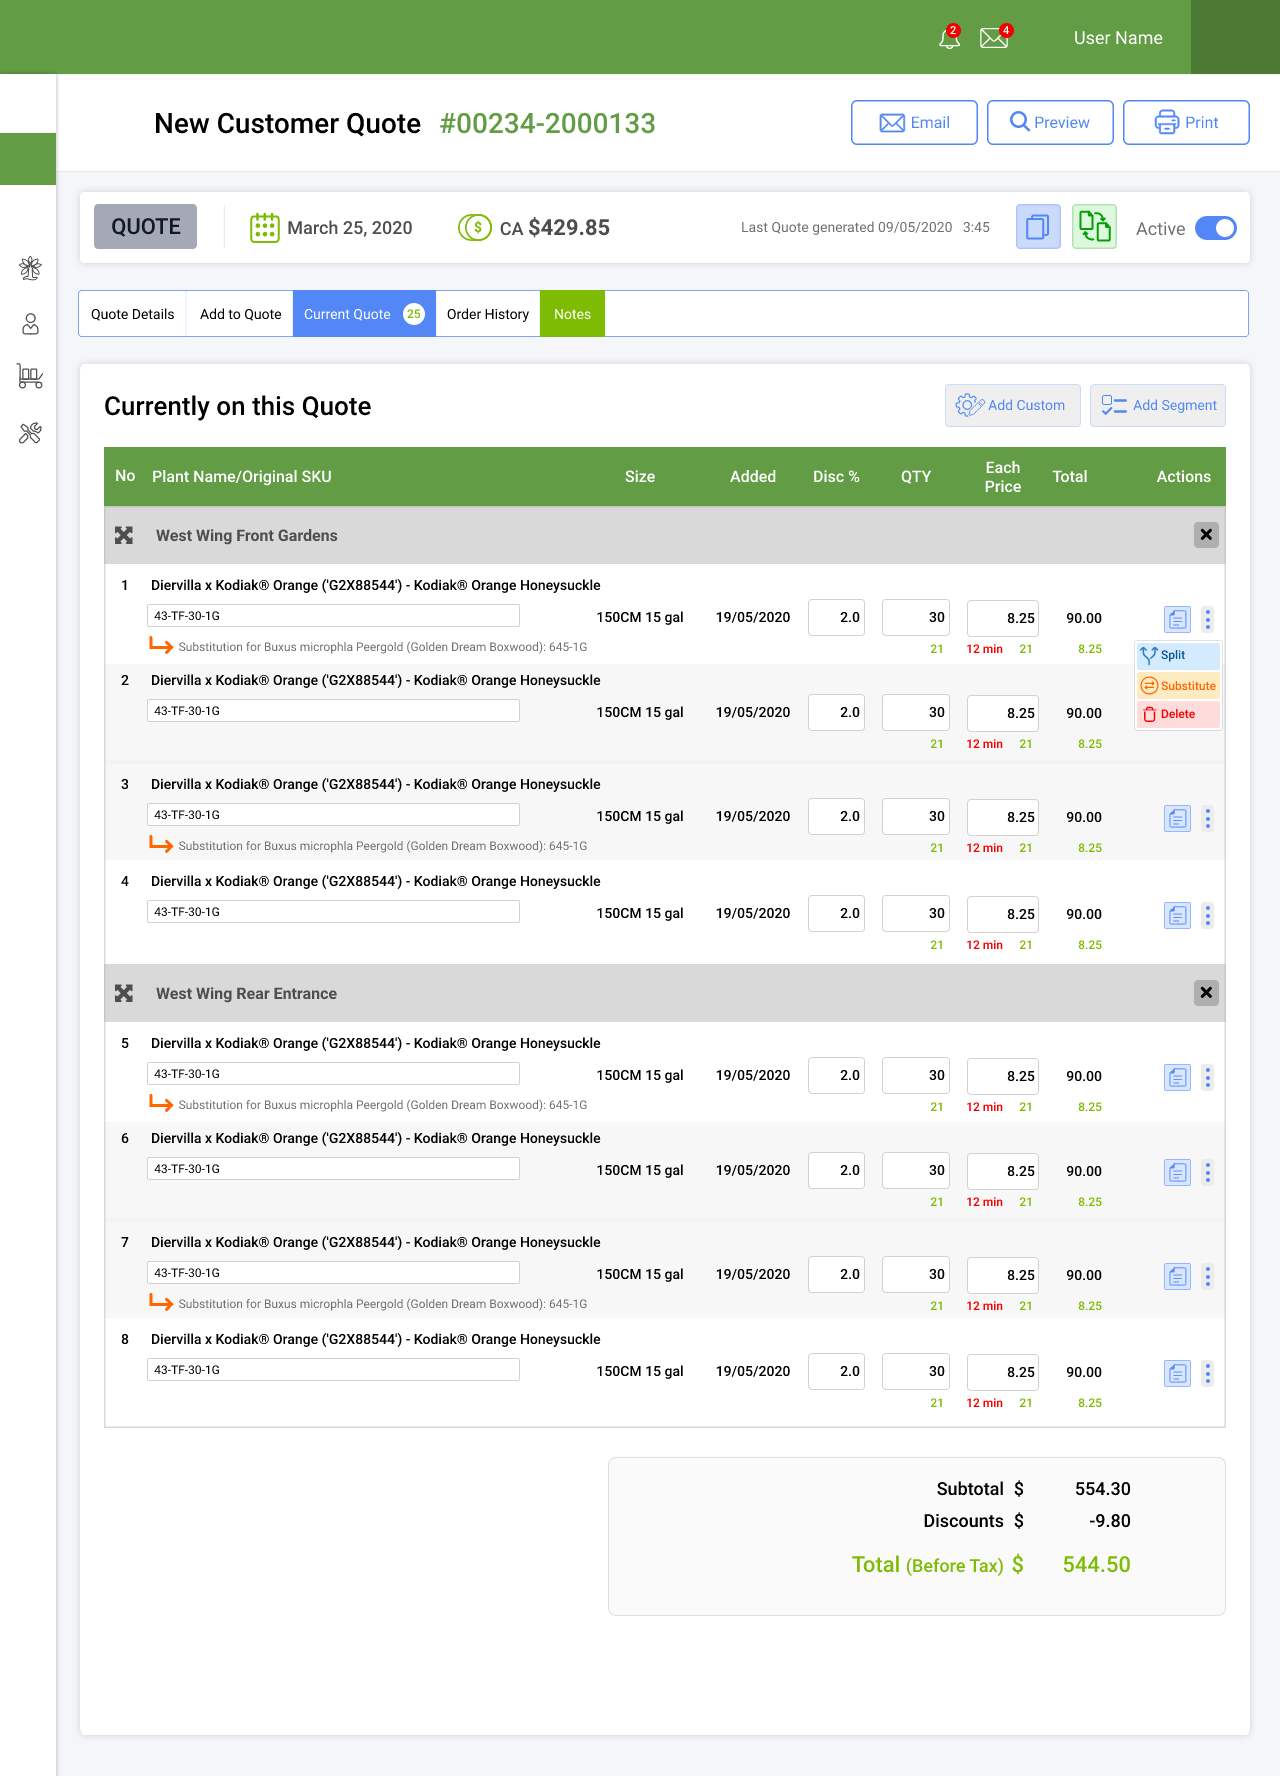 2 4 User Name
New Customer Quote #00234-2000133 Email Preview Print
QUOTE March 25, 2020 $ CA $429.85 Last Quote generated 09/05/2020 3:45 Active
Quote Details Add to Quote Current Quote 25 Order History Notes
Currently on this Quote Add Custom Add Segment
No Plant Name/Original SKU Size Added Disc % QTY Each Price Total Actions
West Wing Front Gardens
1 Diervilla x Kodiak® Orange ('G2X88544') - Kodiak® Orange Honeysuckle
43-TF-30-1G 150CM 15 gal 19/05/2020 2.0 30 8.25 90.00
Substitution for Buxus microphla Peergold (Golden Dream Boxwood): 645-1G 21 12 min 21 8.25
Split
Substitute
Delete
2 Diervilla x Kodiak® Orange ('G2X88544') - Kodiak® Orange Honeysuckle
43-TF-30-1G 150CM 15 gal 19/05/2020 2.0 30 8.25 90.00
21 12 min 21 8.25
3 Diervilla x Kodiak® Orange ('G2X88544') - Kodiak® Orange Honeysuckle
43-TF-30-1G 150CM 15 gal 19/05/2020 2.0 30 8.25 90.00
Substitution for Buxus microphla Peergold (Golden Dream Boxwood): 645-1G 21 12 min 21 8.25
4 Diervilla x Kodiak® Orange ('G2X88544') - Kodiak® Orange Honeysuckle
43-TF-30-1G 150CM 15 gal 19/05/2020 2.0 30 8.25 90.00
21 12 min 21 8.25
West Wing Rear Entrance
5 Diervilla x Kodiak® Orange ('G2X88544') - Kodiak® Orange Honeysuckle
43-TF-30-1G 150CM 15 gal 19/05/2020 2.0 30 8.25 90.00
Substitution for Buxus microphla Peergold (Golden Dream Boxwood): 645-1G 21 12 min 21 8.25
6 Diervilla x Kodiak® Orange ('G2X88544') - Kodiak® Orange Honeysuckle
43-TF-30-1G 150CM 15 gal 19/05/2020 2.0 30 8.25 90.00
21 12 min 21 8.25
7 Diervilla x Kodiak® Orange ('G2X88544') - Kodiak® Orange Honeysuckle
43-TF-30-1G 150CM 15 gal 19/05/2020 2.0 30 8.25 90.00
Substitution for Buxus microphla Peergold (Golden Dream Boxwood): 645-1G 21 12 min 21 8.25
8 Diervilla x Kodiak® Orange ('G2X88544') - Kodiak® Orange Honeysuckle
43-TF-30-1G 150CM 15 gal 19/05/2020 2.0 30 8.25 90.00
21 12 min 21 8.25
Subtotal $ 554.30
Discounts $ -9.80
Total (Before Tax) $ 544.50